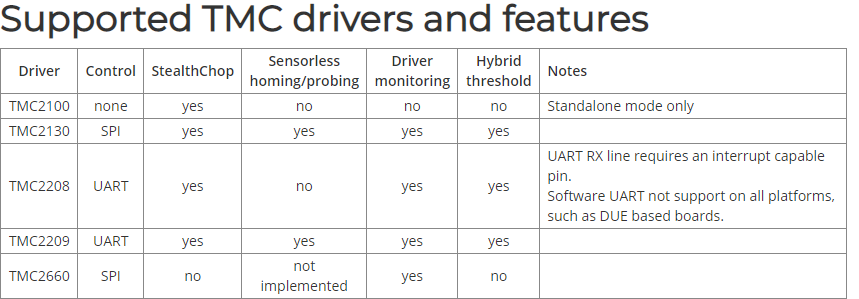 Supported TMC drivers and features
Driver Control StealthChop Sensorless homing/probing Driver monitoring Hybrid threshold Notes
TMC2100 none yes no no no Standalone mode only
TMC2130 SPI yes yes yes yes
TMC2208 UART yes no yes yes UART RX line requires an interrupt capable
pin.
Software UART not support on all platforms,
such as DUE based boards.
TMC2209 UART yes yes yes yes
TMC2660 SPI no not implemented yes no